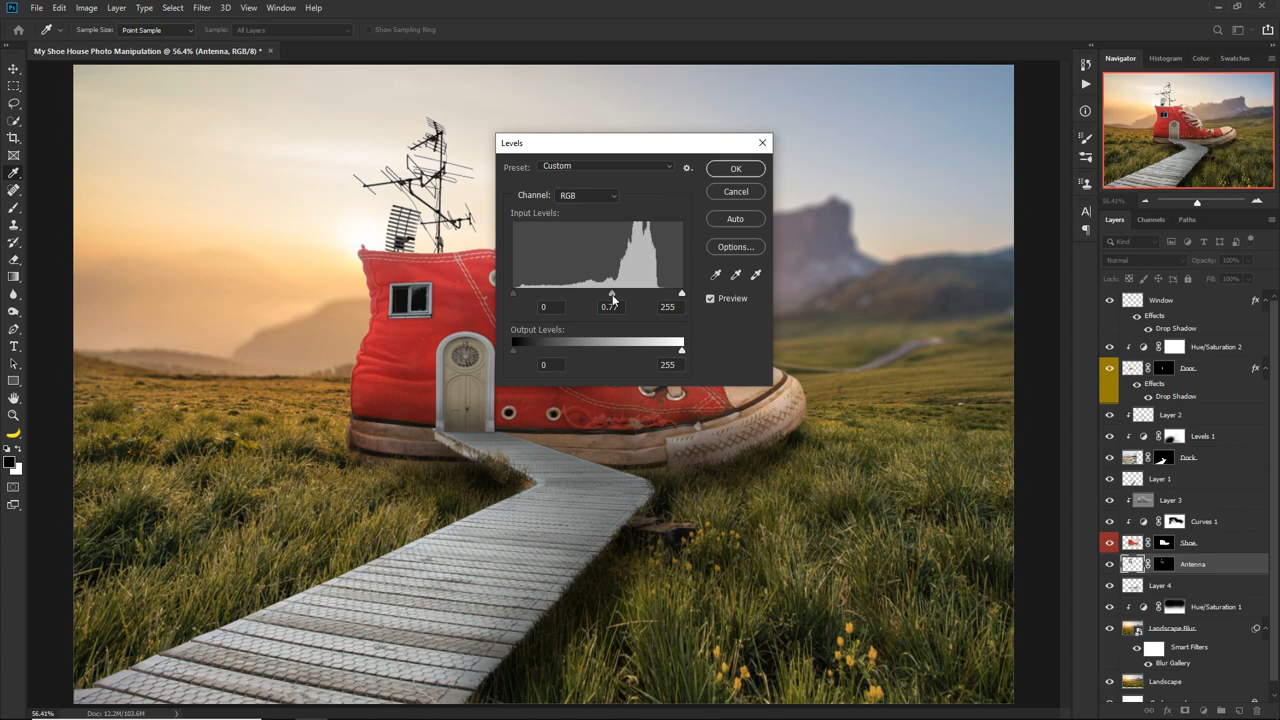 Ps File Edit Image Layer Type Select Filter 3D View Window Help
Sample Size: Point Sample Sample: All Layers Show Sampling Ring
My Shoe House Photo Manipulation @ 56.4% (Antenna, RGB/8) * ×
Navigator Histogram Color Swatches
56.41%
Levels
Preset: Custom
OK
Channel: RGB
Cancel
Input Levels:
Auto
Options...
0 0.77 255
Preview
Output Levels:
0 255
Layers Channels Paths
Kind
Normal Opacity: 100%
Lock: Fill: 100%
Window fx
Effects
Drop Shadow
Hue/Saturation 2
Door fx
Effects
Drop Shadow
Layer 2
Levels 1
Dock
Layer 1
Layer 3
Curves 1
Shoe
Antenna
Layer 4
Hue/Saturation 1
Landscape Blur
Smart Filters
Blur Gallery
Landscape
56.41% Doc: 12.2M/103.6M
fx